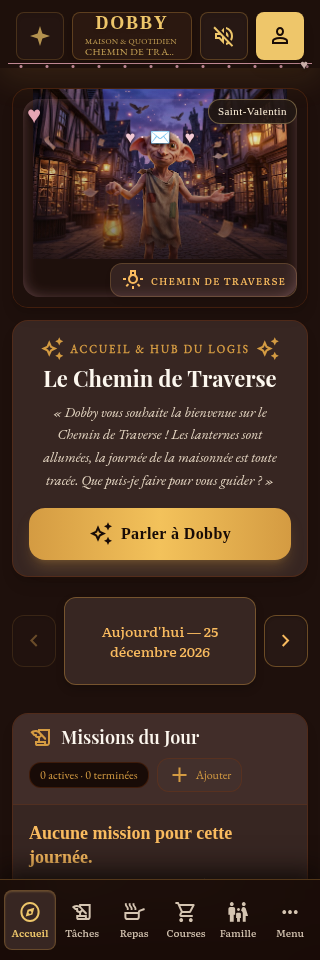 DOBBY
MAISON & QUOTIDIEN
CHEMIN DE TRA...
Saint-Valentin
CHEMIN DE TRAVERSE
ACCUEIL & HUB DU LOGIS
Le Chemin de Traverse
« Dobby vous souhaite la bienvenue sur le
Chemin de Traverse ! Les lanternes sont
allumées, la journée de la maisonnée est toute
tracée. Que puis-je faire pour vous guider ? »
Parler à Dobby
Aujourd'hui — 25
décembre 2026
Missions du Jour
0 actives · 0 terminées
Ajouter
Aucune mission pour cette
journée.
Accueil
Tâches
Repas
Courses
Famille
Menu